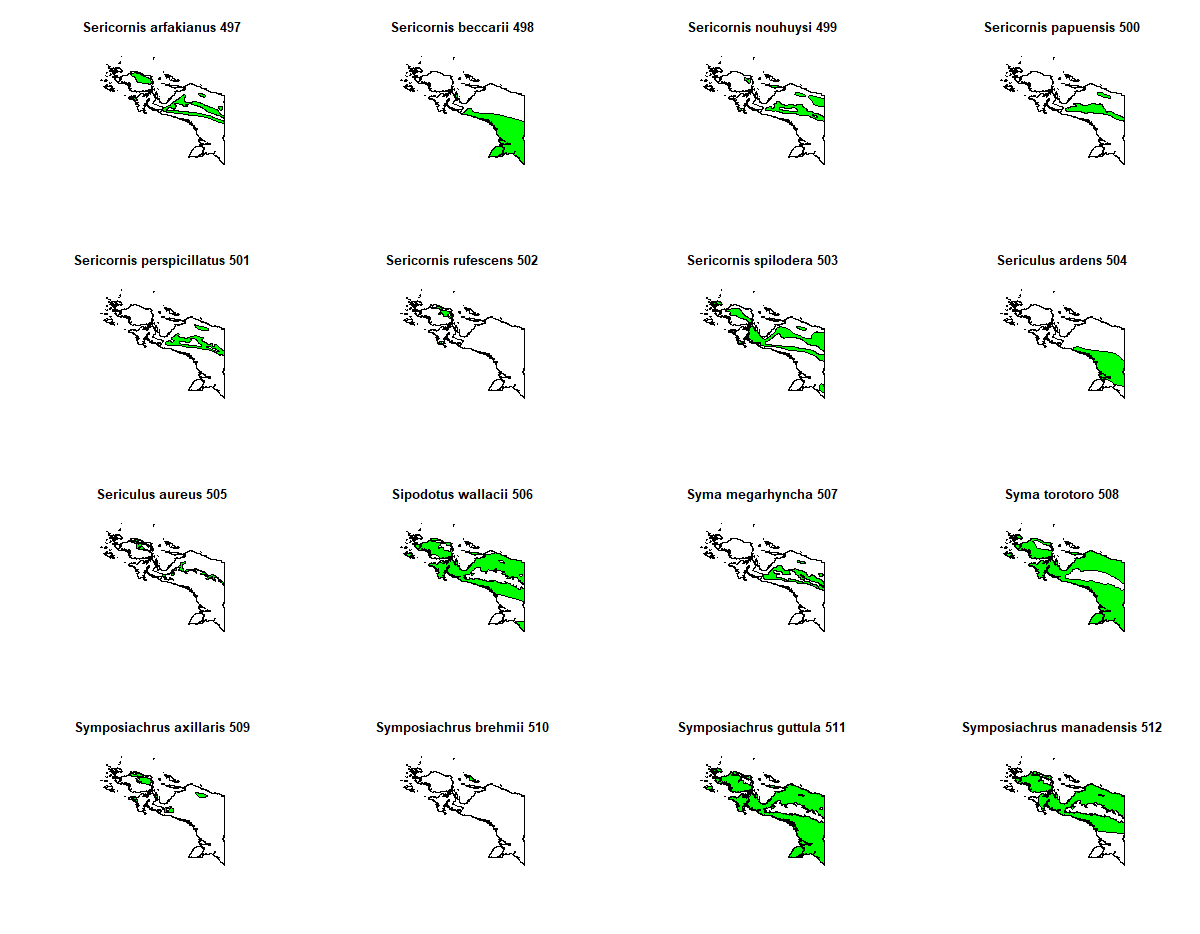 Sericornis arfakianus 497
Sericornis beccarii 498
Sericornis nouhuysi 499
Sericornis papuensis 500
Sericornis perspicillatus 501
Sericornis rufescens 502
Sericornis spilodera 503
Sericulus ardens 504
Sericulus aureus 505
Sipodotus wallacii 506
Syma megarhyncha 507
Syma torotoro 508
Symposiachrus axillaris 509
Symposiachrus brehmii 510
Symposiachrus guttula 511
Symposiachrus manadensis 512